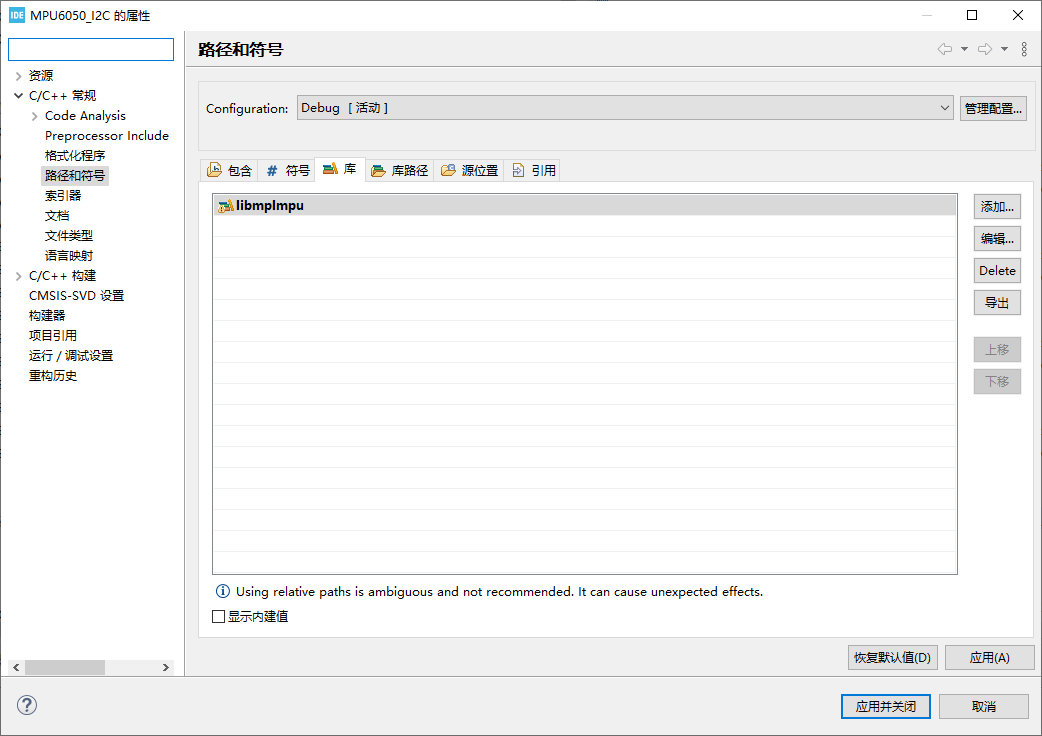 IDE MPU6050_I2C 的属性
路径和符号
资源
C/C++ 常规
Code Analysis
Preprocessor Include
格式化程序
路径和符号
索引器
文档
文件类型
语言映射
C/C++ 构建
CMSIS-SVD 设置
构建器
项目引用
运行 / 调试设置
重构历史
Configuration: Debug [ 活动 ] 管理配置...
包含 # 符号 库 库路径 源位置 引用
libmplmpu
添加...
编辑...
Delete
导出
上移
下移
Using relative paths is ambiguous and not recommended. It can cause unexpected effects.
显示内建值
恢复默认值(D) 应用(A)
? 应用并关闭 取消